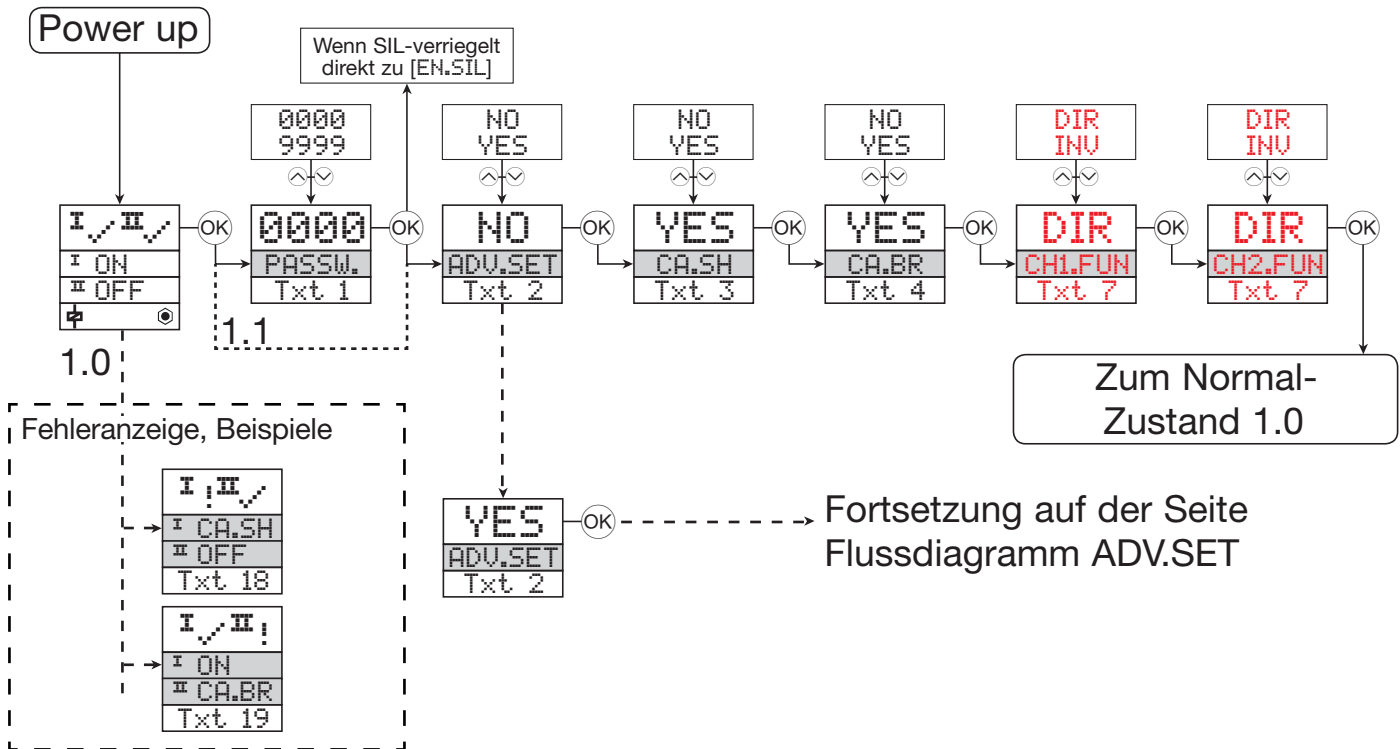 Power up
Wenn SIL-verriegelt
direkt zu [EN.SIL]
0000
9999
NO
YES
NO
YES
NO
YES
DIR
INV
DIR
INV
I II
I ON
II OFF
OK
0000
PASSW.
Txt 1
OK
NO
ADV.SET
Txt 2
OK
YES
CA.SH
Txt 3
OK
YES
CA.BR
Txt 4
OK
DIR
CH1.FUN
Txt 7
OK
DIR
CH2.FUN
Txt 7
OK
1.0
1.1
Zum Normal-
Zustand 1.0
Fehleranzeige, Beispiele
I ! II
I CA.SH
II OFF
Txt 18
I II !
I ON
II CA.BR
Txt 19
YES
ADV.SET
Txt 2
OK
Fortsetzung auf der Seite
Flussdiagramm ADV.SET